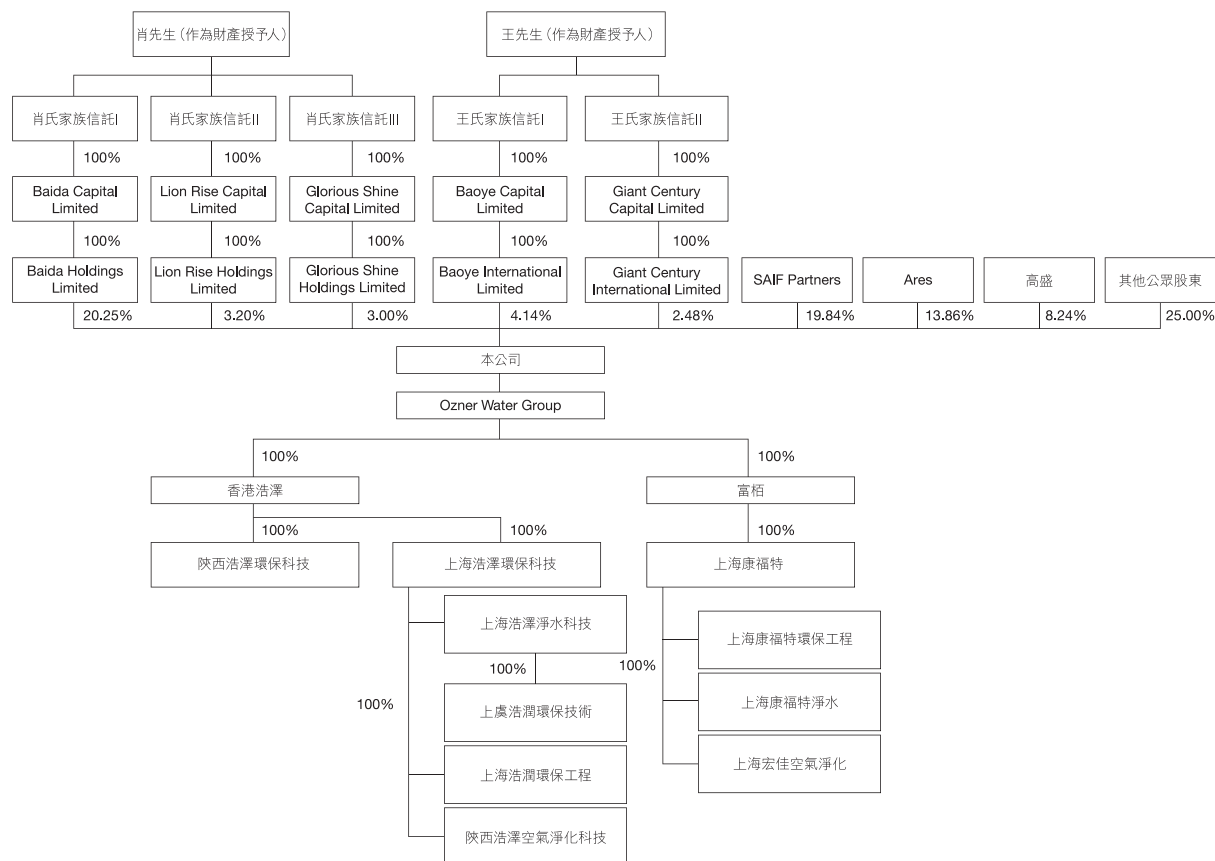 肖先生（作為財產授予人）
王先生（作為財產授予人）
肖氏家族信託I
肖氏家族信託II
肖氏家族信託III
王氏家族信託I
王氏家族信託II
100%
100%
100%
100%
100%
Baida Capital
Limited
Lion Rise Capital
Limited
Glorious Shine
Capital Limited
Baoye Capital
Limited
Giant Century
Capital Limited
100%
100%
100%
100%
100%
Baida Holdings
Limited
Lion Rise Holdings
Limited
Glorious Shine
Holdings Limited
Baoye International
Limited
Giant Century
International Limited
SAIF Partners
Ares
高盛
其他公眾股東
20.25%
3.20%
3.00%
4.14%
2.48%
19.84%
13.86%
8.24%
25.00%
本公司
Ozner Water Group
100%
100%
香港浩澤
富栢
100%
100%
100%
陝西浩澤環保科技
上海浩澤環保科技
上海康福特
上海浩澤淨水科技
上海康福特環保工程
100%
100%
100%
上虞浩潤環保技術
上海康福特淨水
100%
上海浩潤環保工程
上海宏佳空氣淨化
陝西浩澤空氣淨化科技